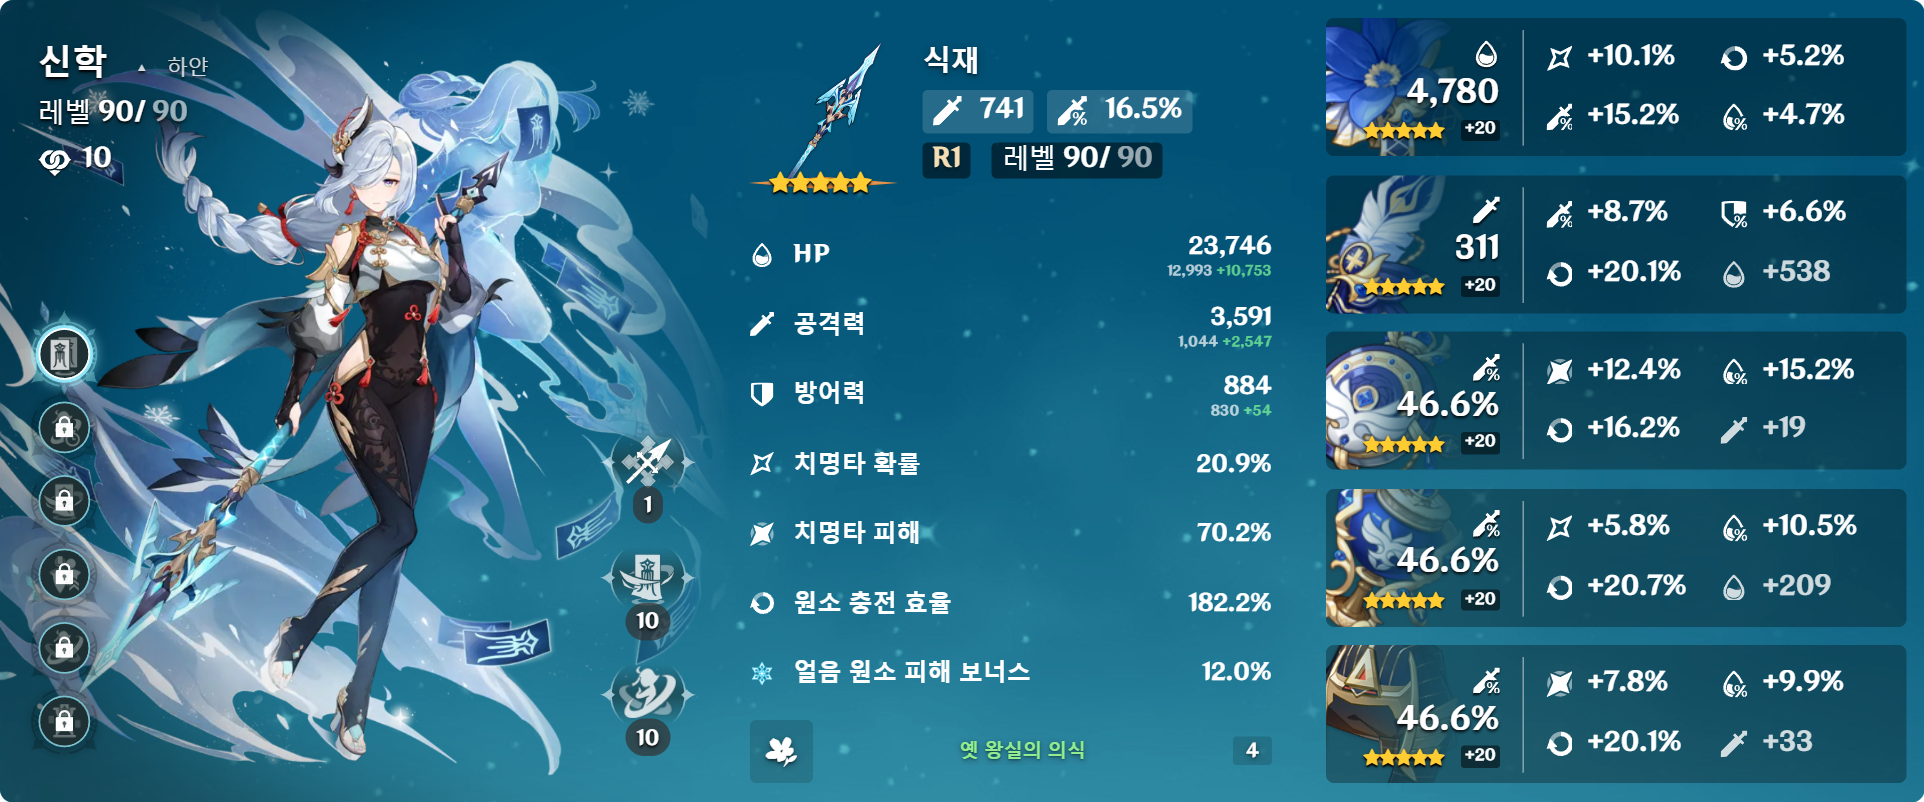 신학 ▲ 하얀
레벨 90/ 90
10
1
10
10
식재
741 16.5%
R1 레벨 90/ 90
HP 23,746
12,993 +10,753
공격력 3,591
1,044 +2,547
방어력 884
830 +54
치명타 확률 20.9%
치명타 피해 70.2%
원소 충전 효율 182.2%
얼음 원소 피해 보너스 12.0%
옛 왕실의 의식 4
4,780
+20
+10.1% +5.2%
+15.2% +4.7%
311
+20
+8.7% +6.6%
+20.1% +538
46.6%
+20
+12.4% +15.2%
+16.2% +19
46.6%
+20
+5.8% +10.5%
+20.7% +209
46.6%
+20
+7.8% +9.9%
+20.1% +33